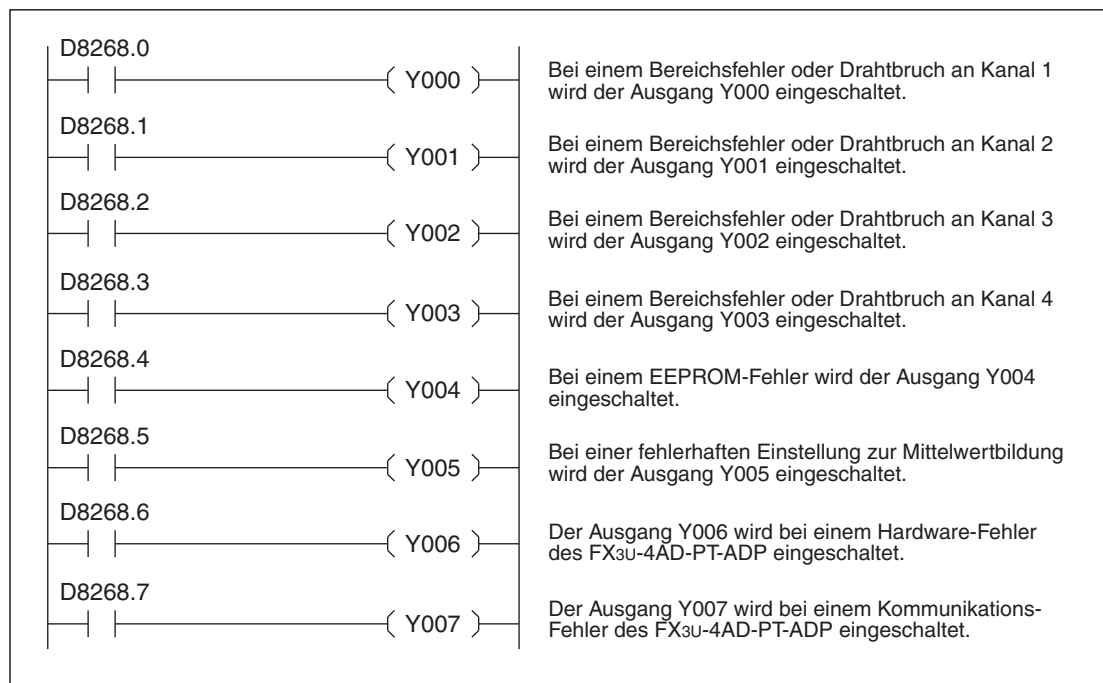 D8268.0
Y000
Bei einem Bereichsfehler oder Drahtbruch an Kanal 1
wird der Ausgang Y000 eingeschaltet.
D8268.1
Y001
Bei einem Bereichsfehler oder Drahtbruch an Kanal 2
wird der Ausgang Y001 eingeschaltet.
D8268.2
Y002
Bei einem Bereichsfehler oder Drahtbruch an Kanal 3
wird der Ausgang Y002 eingeschaltet.
D8268.3
Y003
Bei einem Bereichsfehler oder Drahtbruch an Kanal 4
wird der Ausgang Y003 eingeschaltet.
D8268.4
Y004
Bei einem EEPROM-Fehler wird der Ausgang Y004
eingeschaltet.
D8268.5
Y005
Bei einer fehlerhaften Einstellung zur Mittelwertbildung
wird der Ausgang Y005 eingeschaltet.
D8268.6
Y006
Der Ausgang Y006 wird bei einem Hardware-Fehler
des FX3U-4AD-PT-ADP eingeschaltet.
D8268.7
Y007
Der Ausgang Y007 wird bei einem Kommunikations-
Fehler des FX3U-4AD-PT-ADP eingeschaltet.